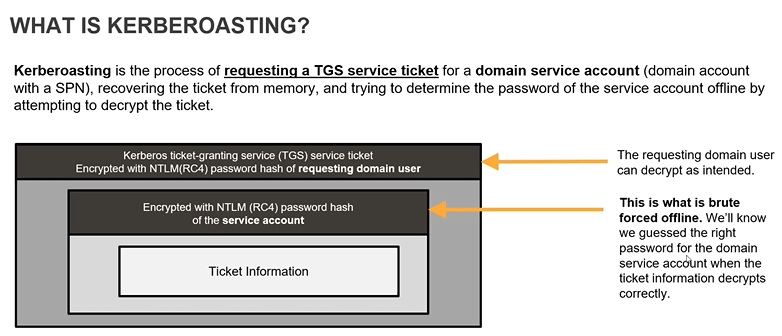 WHAT IS KERBEROASTING?
Kerberoasting is the process of requesting a TGS service ticket for a domain service account (domain account
with a SPN), recovering the ticket from memory, and trying to determine the password of the service account offline by
attempting to decrypt the ticket.
Kerberos ticket-granting service (TGS) service ticket
Encrypted with NTLM(RC4) password hash of requesting domain user
The requesting domain user
can decrypt as intended.
Encrypted with NTLM (RC4) password hash
of the service account
This is what is brute
forced offline. We'll know
we guessed the right
password for the domain
service account when the
ticket information decrypts
correctly.
Ticket Information